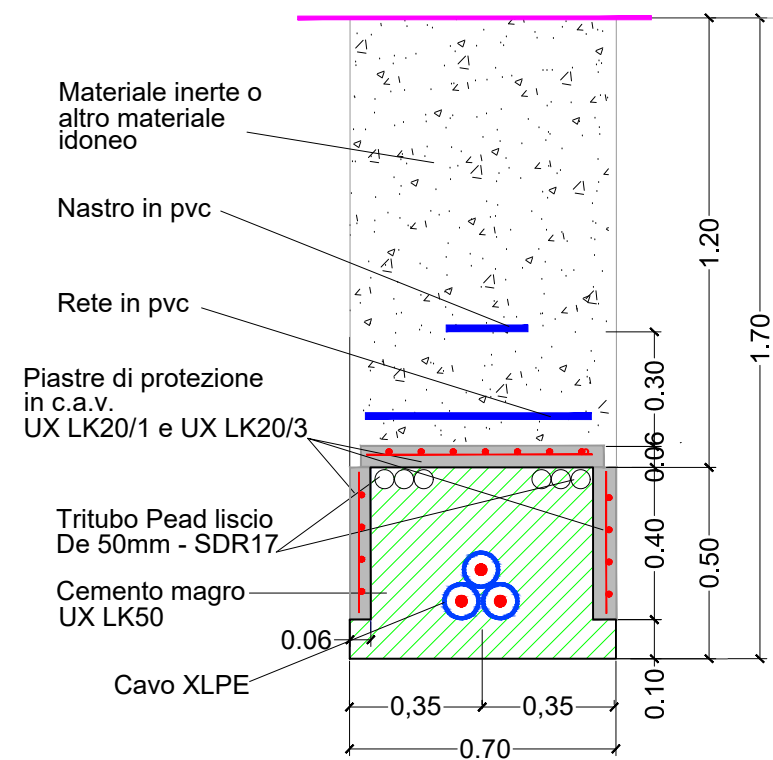 Materiale inerte o
altro materiale
idoneo
Nastro in pvc
Rete in pvc
Piastre di protezione
in c.a.v.
UX LK20/1 e UX LK20/3
Tritubo Pead liscio
De 50mm - SDR17
Cemento magro
UX LK50
0.06
Cavo XLPE
0,35
0,35
0.70
0.30
0.06
0.40
0.10
1.20
0.50
1.70